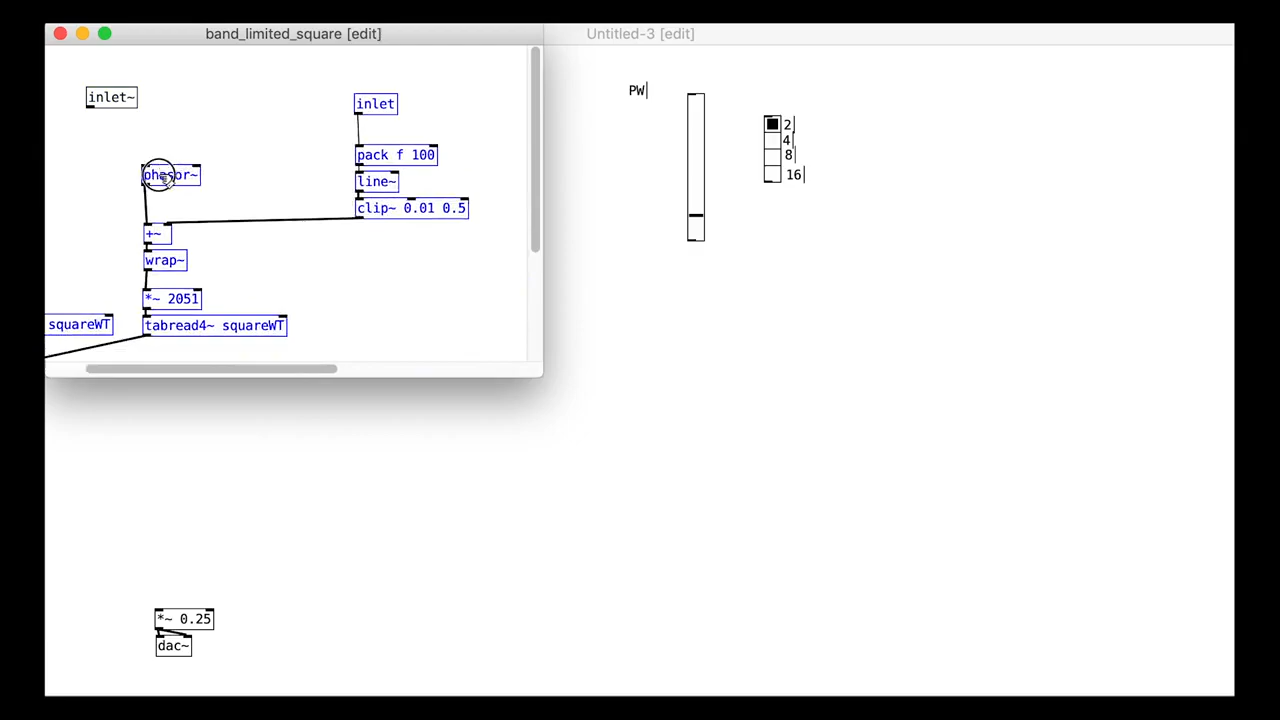 band_limited_square [edit]
Untitled-3 [edit]
inlet~
inlet
phasor~
pack f 100
line~
clip~ 0.01 0.5
+~
wrap~
*~ 2051
squareWT
tabread4~ squareWT
PW
2
4
8
16
*~ 0.25
dac~